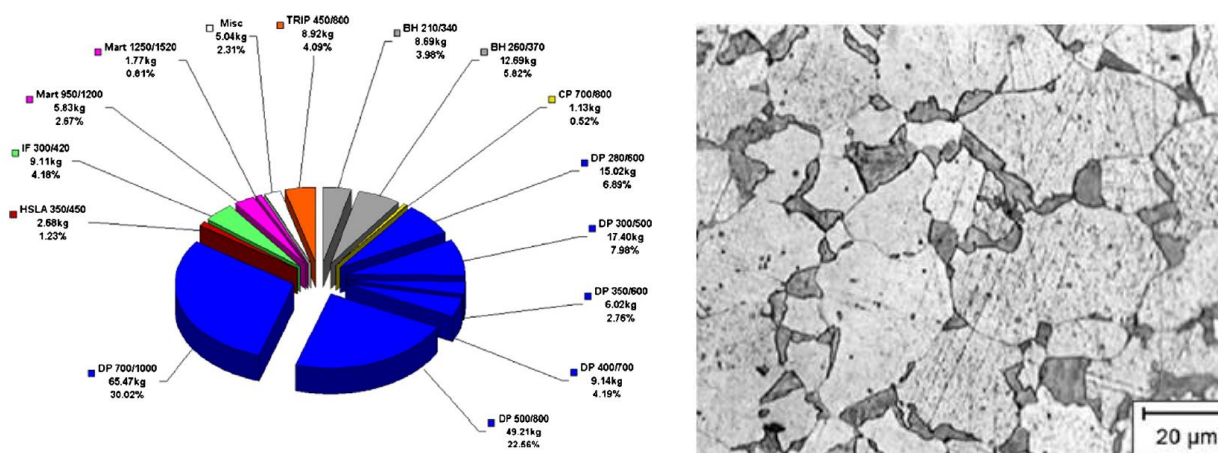 Misc
5.04kg
2.31%
TRIP 450/800
8.92kg
4.09%
BH 210/340
8.69kg
3.98%
BH 260/370
12.69kg
5.82%
CP 700/800
1.13kg
0.52%
DP 280/600
15.02kg
6.89%
DP 300/500
17.40kg
7.98%
DP 350/600
6.02kg
2.76%
DP 400/700
9.14kg
4.19%
DP 500/800
49.21kg
22.56%
DP 700/1000
65.47kg
30.02%
HSLA 350/450
2.68kg
1.23%
IF 300/420
9.11kg
4.18%
Mart 950/1200
5.83kg
2.67%
Mart 1250/1520
1.77kg
0.81%
20 µm